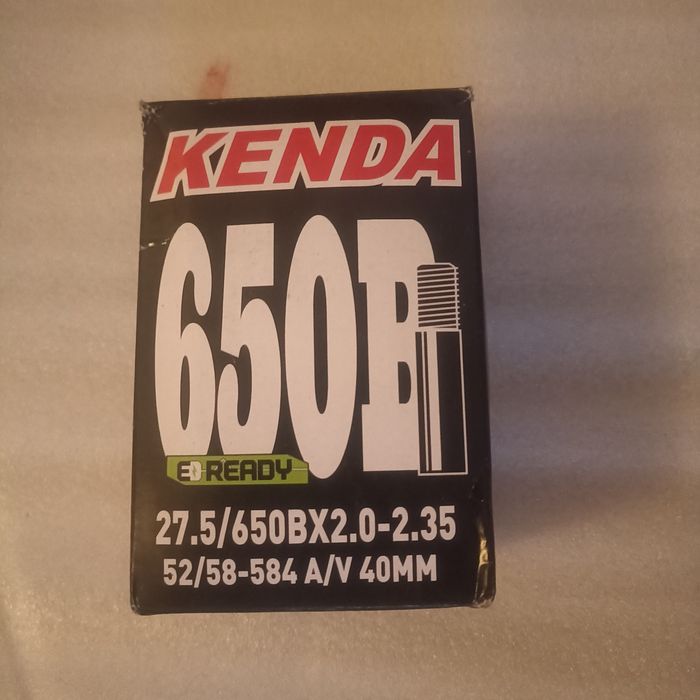 KENDA
650B
READY
27.5/650BX2.0-2.35
52/58-584 A/V 40MM